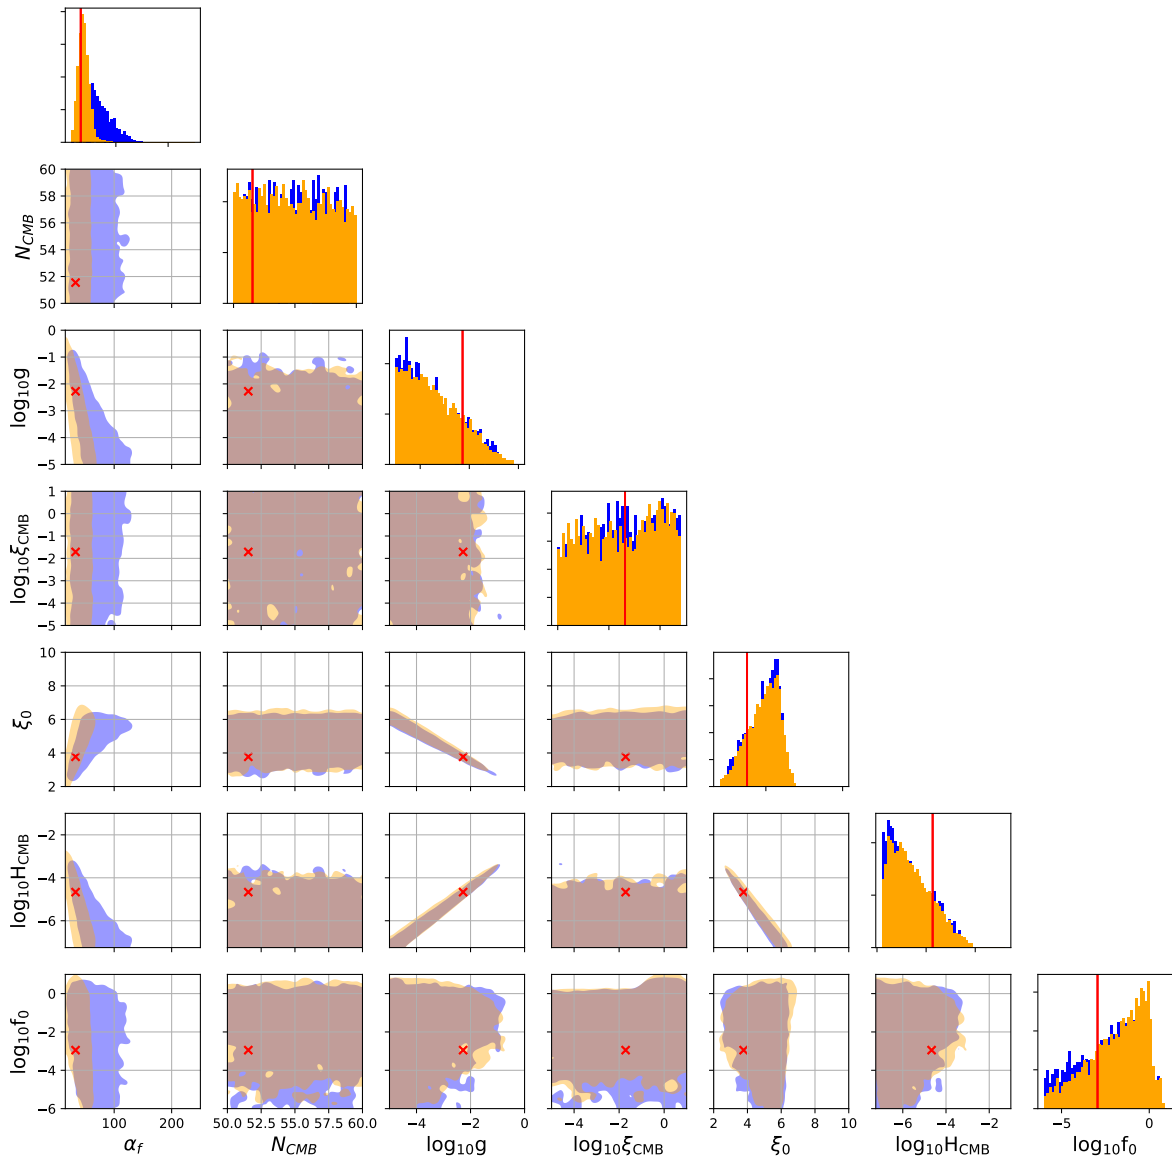 60
58
56
54
52
50
N_CMB
0
−1
−2
−3
−4
−5
log₁₀g
1
0
−1
−2
−3
−4
−5
log₁₀ξ_CMB
10
8
6
4
2
ξ₀
−2
−4
−6
log₁₀H_CMB
0
−2
−4
−6
log₁₀f₀
100 200
50.0 52.5 55.0 57.5 60.0
−4 −2 0
−4 −2 0
2 4 6 8 10
−6 −4 −2
−5 0
α_f N_CMB log₁₀g log₁₀ξ_CMB ξ₀ log₁₀H_CMB log₁₀f₀